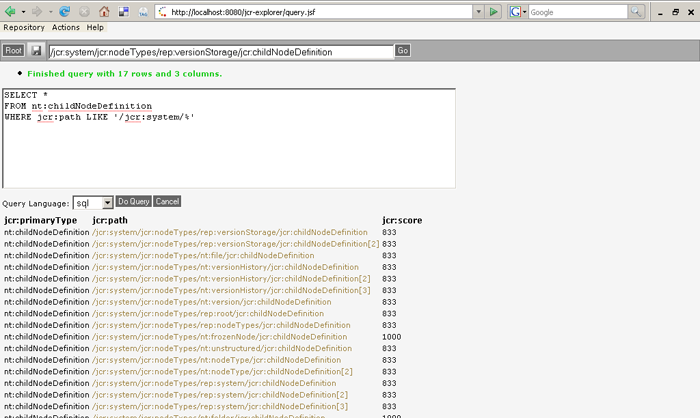 http://localhost:8080/jcr-explorer/query.jsf
Google
Repository Actions Help
Root /jcr:system/jcr:nodeTypes/rep:versionStorage/jcr:childNodeDefinition Go
Finished query with 17 rows and 3 columns.
SELECT *
FROM nt:childNodeDefinition
WHERE jcr:path LIKE '/jcr:system/%'
Query Language: sql Do Query Cancel
jcr:primaryType jcr:path jcr:score
nt:childNodeDefinition /jcr:system/jcr:nodeTypes/rep:versionStorage/jcr:childNodeDefinition 833
nt:childNodeDefinition /jcr:system/jcr:nodeTypes/rep:versionStorage/jcr:childNodeDefinition[2] 833
nt:childNodeDefinition /jcr:system/jcr:nodeTypes/nt:file/jcr:childNodeDefinition 833
nt:childNodeDefinition /jcr:system/jcr:nodeTypes/nt:versionHistory/jcr:childNodeDefinition 833
nt:childNodeDefinition /jcr:system/jcr:nodeTypes/nt:versionHistory/jcr:childNodeDefinition[2] 833
nt:childNodeDefinition /jcr:system/jcr:nodeTypes/nt:versionHistory/jcr:childNodeDefinition[3] 833
nt:childNodeDefinition /jcr:system/jcr:nodeTypes/nt:version/jcr:childNodeDefinition 833
nt:childNodeDefinition /jcr:system/jcr:nodeTypes/rep:root/jcr:childNodeDefinition 833
nt:childNodeDefinition /jcr:system/jcr:nodeTypes/rep:nodeTypes/jcr:childNodeDefinition 833
nt:childNodeDefinition /jcr:system/jcr:nodeTypes/nt:frozenNode/jcr:childNodeDefinition 1000
nt:childNodeDefinition /jcr:system/jcr:nodeTypes/nt:unstructured/jcr:childNodeDefinition 833
nt:childNodeDefinition /jcr:system/jcr:nodeTypes/nt:nodeType/jcr:childNodeDefinition 833
nt:childNodeDefinition /jcr:system/jcr:nodeTypes/nt:nodeType/jcr:childNodeDefinition[2] 833
nt:childNodeDefinition /jcr:system/jcr:nodeTypes/rep:system/jcr:childNodeDefinition 833
nt:childNodeDefinition /jcr:system/jcr:nodeTypes/rep:system/jcr:childNodeDefinition[2] 833
nt:childNodeDefinition /jcr:system/jcr:nodeTypes/rep:system/jcr:childNodeDefinition[3] 833
nt:childNodeDefinition /jcr:system/jcr:nodeTypes/nt:folder/jcr:childNodeDefinition 1000